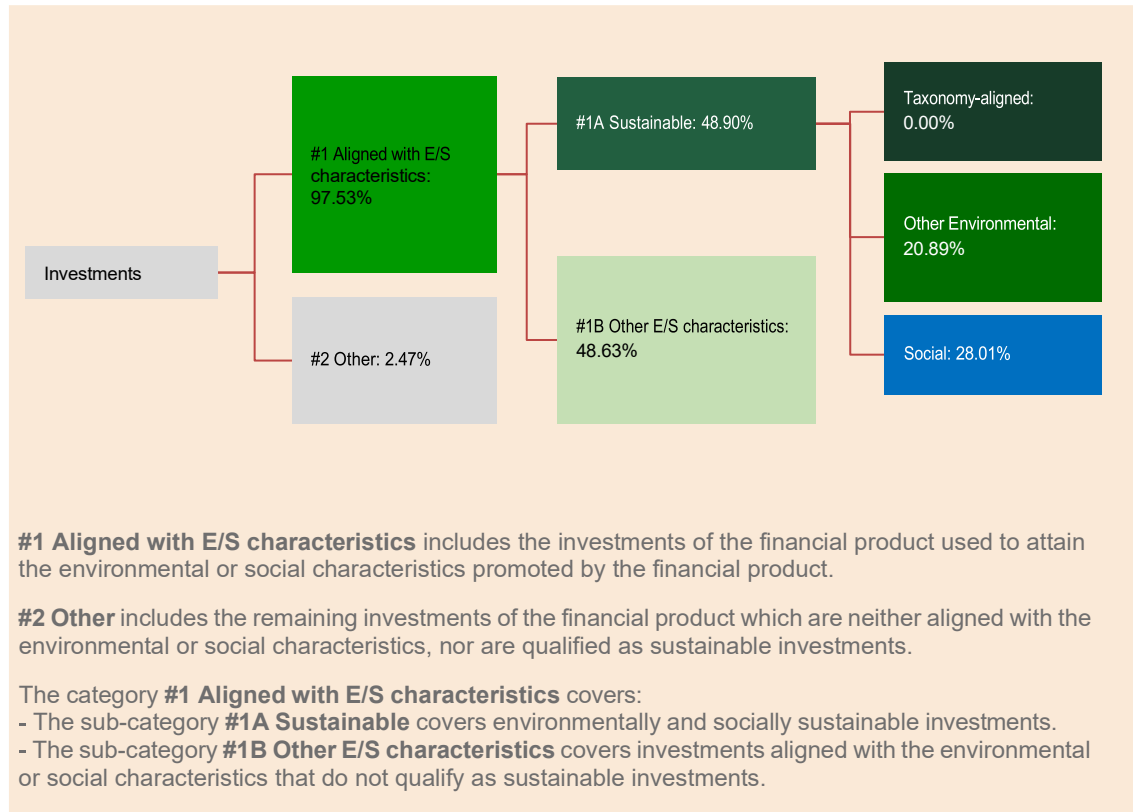 Investments
#1 Aligned with E/S
characteristics:
97.53%
#2 Other: 2.47%
#1A Sustainable: 48.90%
#1B Other E/S characteristics:
48.63%
Taxonomy-aligned:
0.00%
Other Environmental:
20.89%
Social: 28.01%
#1 Aligned with E/S characteristics includes the investments of the financial product used to attain
the environmental or social characteristics promoted by the financial product.
#2 Other includes the remaining investments of the financial product which are neither aligned with the
environmental or social characteristics, nor are qualified as sustainable investments.
The category #1 Aligned with E/S characteristics covers:
- The sub-category #1A Sustainable covers environmentally and socially sustainable investments.
- The sub-category #1B Other E/S characteristics covers investments aligned with the environmental
or social characteristics that do not qualify as sustainable investments.